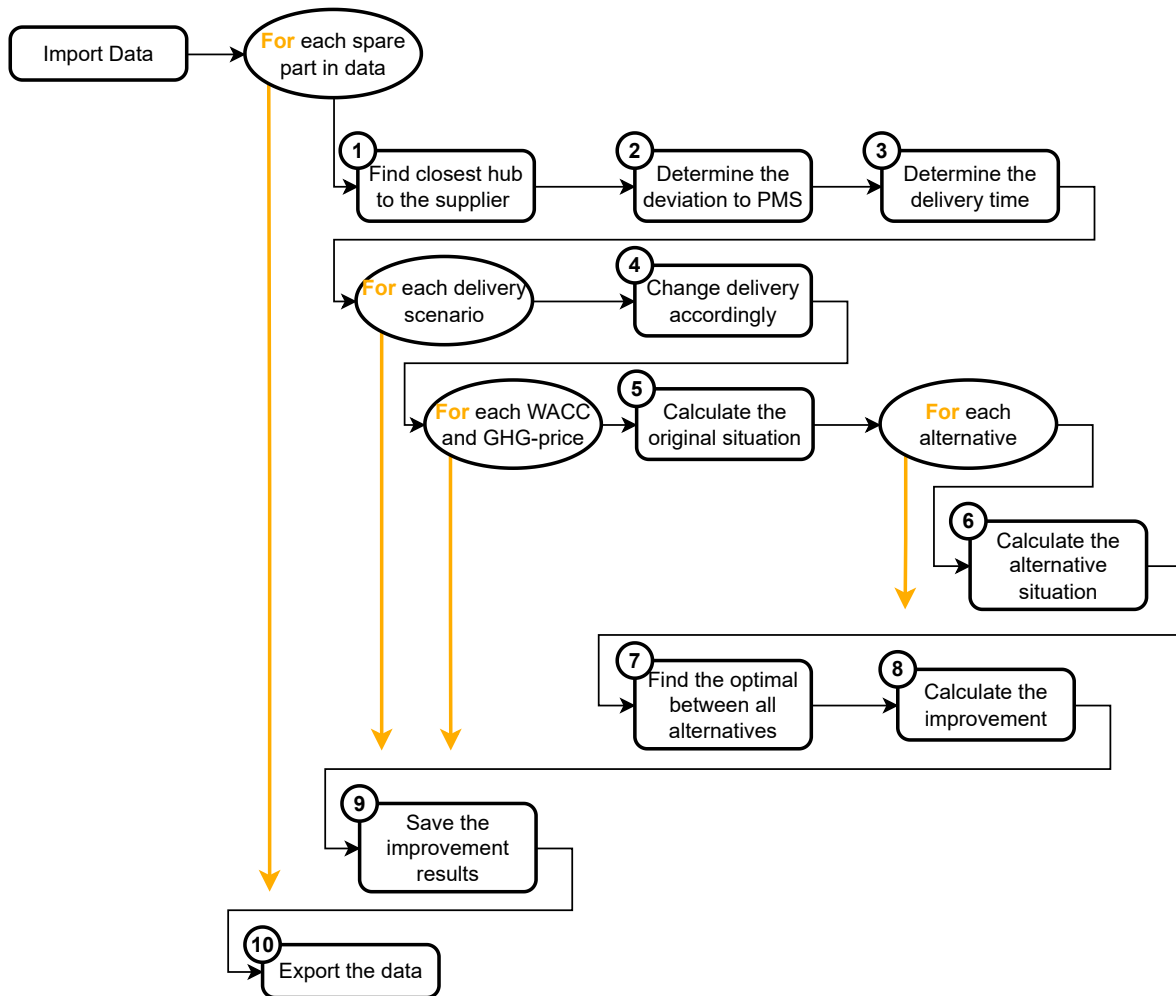 Import Data
For each spare
part in data
1
Find closest hub
to the supplier
2
Determine the
deviation to PMS
3
Determine the
delivery time
For each delivery
scenario
4
Change delivery
accordingly
For each WACC
and GHG-price
5
Calculate the
original situation
For each
alternative
6
Calculate the
alternative
situation
7
Find the optimal
between all
alternatives
8
Calculate the
improvement
9
Save the
improvement
results
10
Export the data